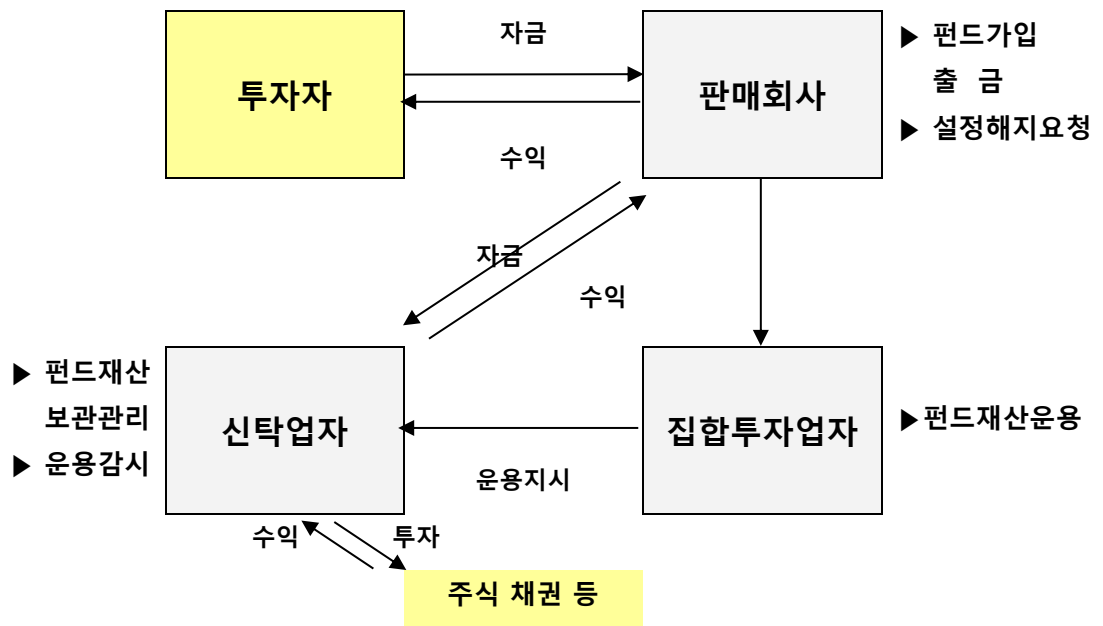 자금
투자자
판매회사
▶ 펀드가입
출 금
▶ 설정해지요청
수익
자금
수익
▶ 펀드재산
보관관리
▶ 운용감시
신탁업자
집합투자업자
▶펀드재산운용
운용지시
수익
투자
주식 채권 등